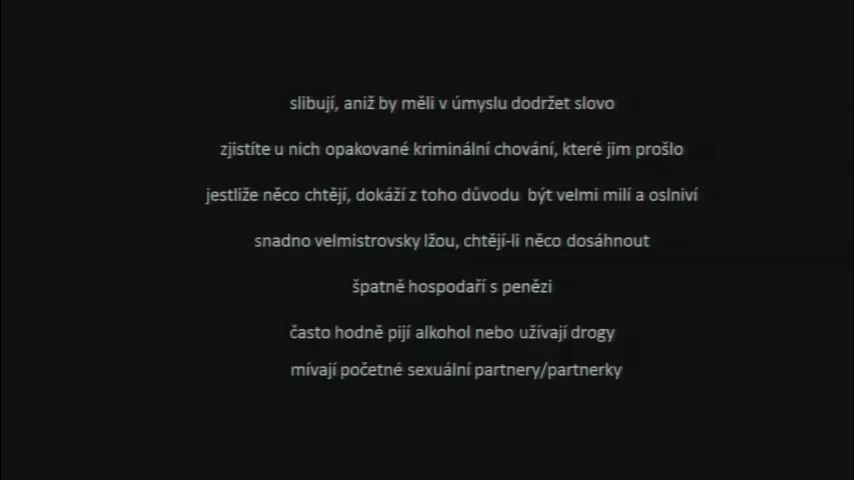 slibují, aniž by měli v úmyslu dodržet slovo
zjistíte u nich opakované kriminální chování, které jim prošlo
jestliže něco chtějí, dokáží z toho důvodu být velmi milí a oslniví
snadno velmistrovsky lžou, chtějí-li něco dosáhnout
špatně hospodaří s penězi
často hodně pijí alkohol nebo užívají drogy
mívají početné sexuální partnery/partnerky